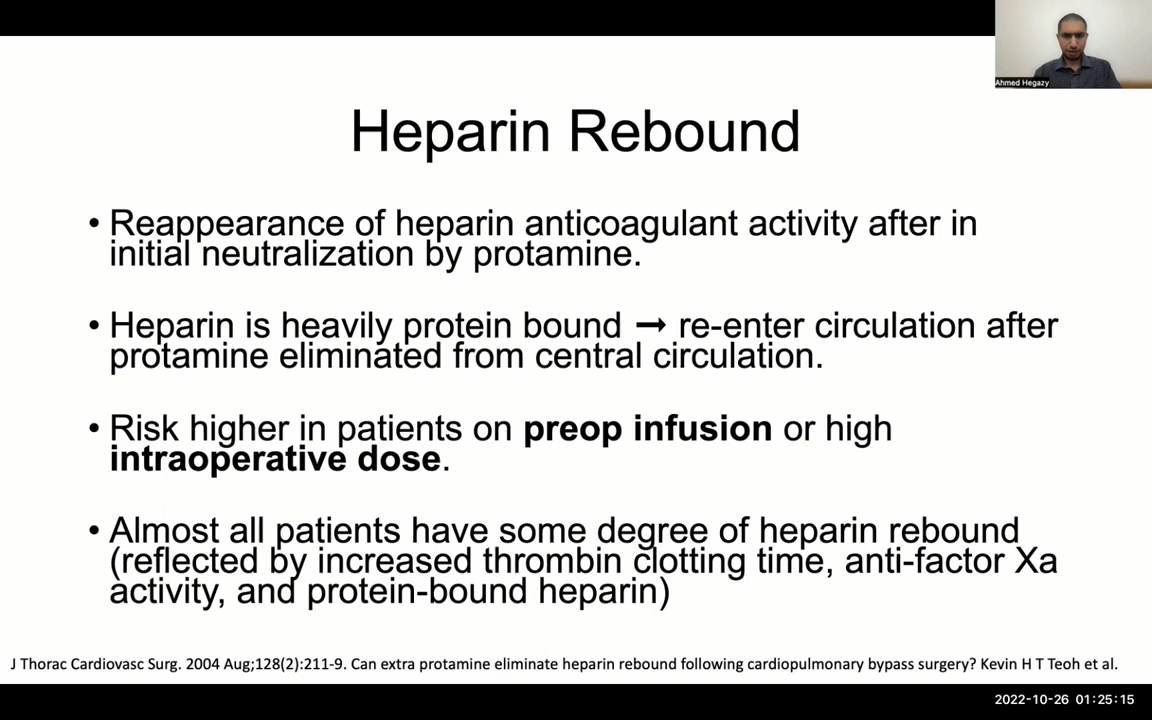 Ahmed Hegazy
Heparin Rebound
• Reappearance of heparin anticoagulant activity after in
initial neutralization by protamine.
• Heparin is heavily protein bound ➞ re-enter circulation after
protamine eliminated from central circulation.
• Risk higher in patients on preop infusion or high
intraoperative dose.
• Almost all patients have some degree of heparin rebound
(reflected by increased thrombin clotting time, anti-factor Xa
activity, and protein-bound heparin)
J Thorac Cardiovasc Surg. 2004 Aug;128(2):211-9. Can extra protamine eliminate heparin rebound following cardiopulmonary bypass surgery? Kevin H T Teoh et al.
2022-10-26 01:25:15